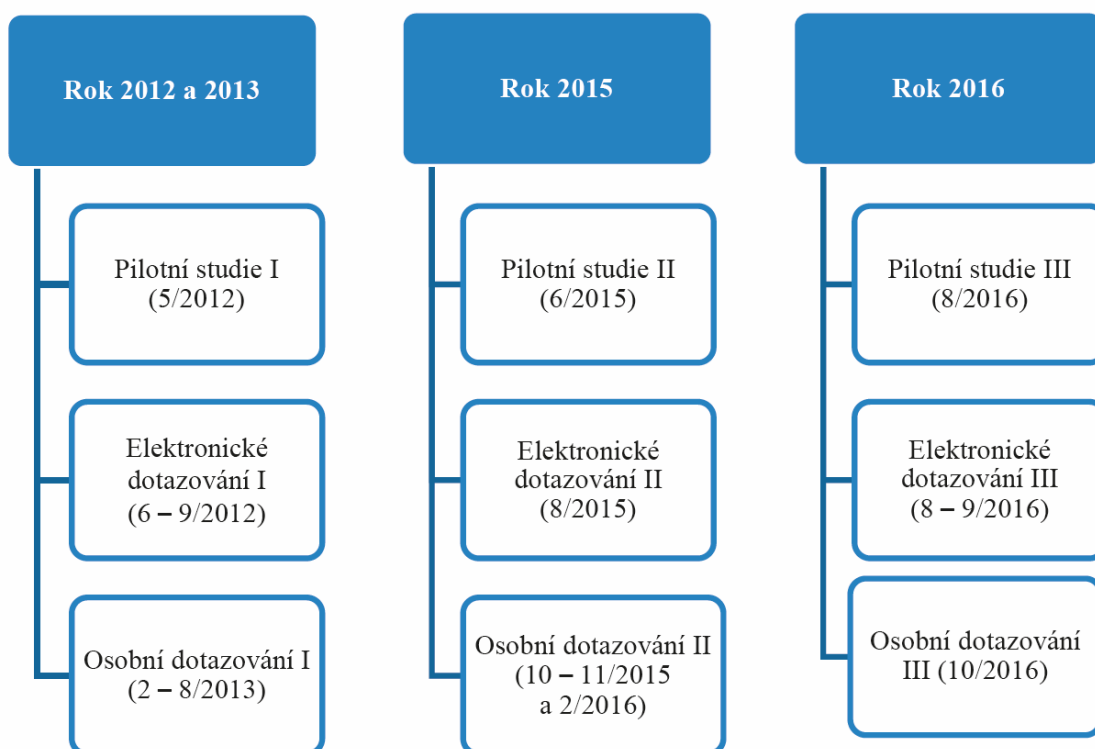 Rok 2012 a 2013
Pilotní studie I
(5/2012)
Elektronické
dotazování I
(6 – 9/2012)
Osobní dotazování I
(2 – 8/2013)
Rok 2015
Pilotní studie II
(6/2015)
Elektronické
dotazování II
(8/2015)
Osobní dotazování II
(10 – 11/2015
a 2/2016)
Rok 2016
Pilotní studie III
(8/2016)
Elektronické
dotazování III
(8 – 9/2016)
Osobní dotazování
III (10/2016)